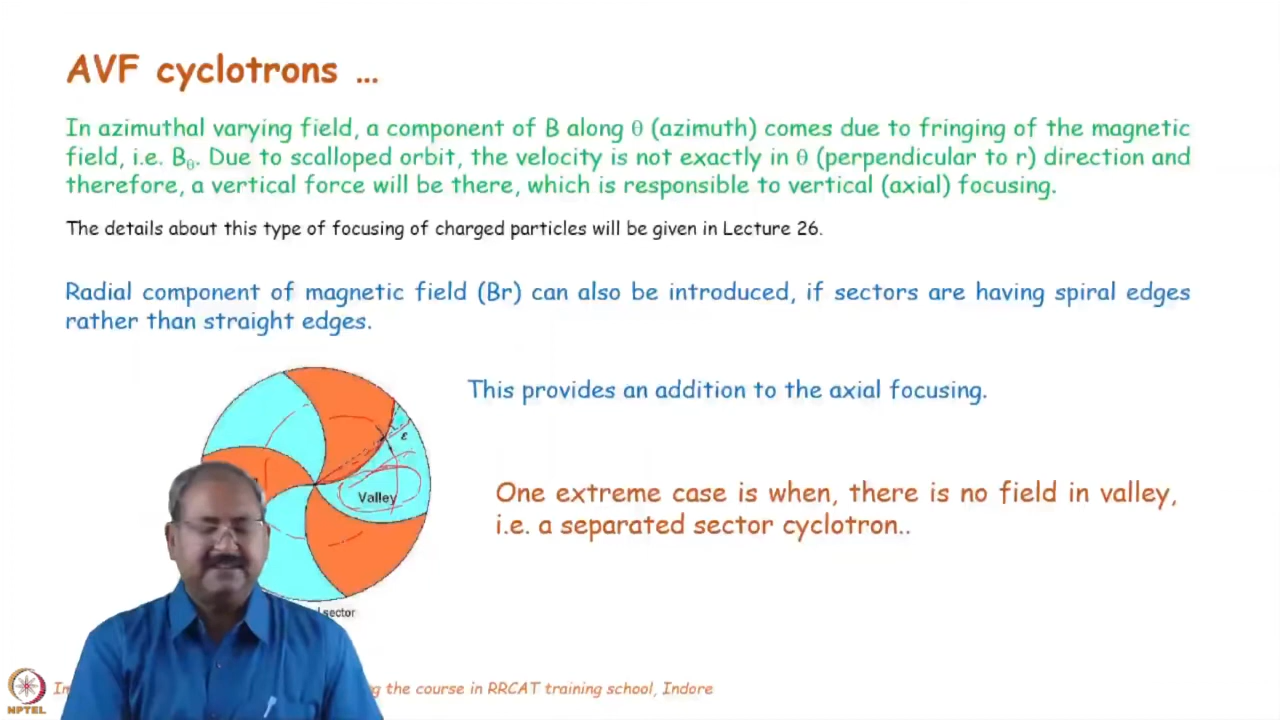 AVF cyclotrons ...
In azimuthal varying field, a component of B along θ (azimuth) comes due to fringing of the magnetic
field, i.e. Bθ. Due to scalloped orbit, the velocity is not exactly in θ (perpendicular to r) direction and
therefore, a vertical force will be there, which is responsible to vertical (axial) focusing.
The details about this type of focusing of charged particles will be given in Lecture 26.
Radial component of magnetic field (Br) can also be introduced, if sectors are having spiral edges
rather than straight edges.
This provides an addition to the axial focusing.
ε
Valley
One extreme case is when, there is no field in valley,
i.e. a separated sector cyclotron..
sector
the course in RRCAT training school, Indore
NPTEL